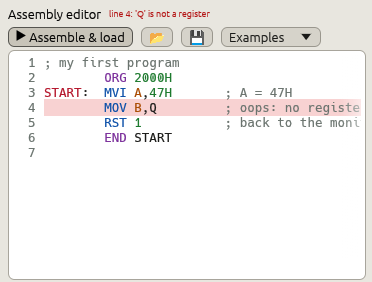 Assembly editor line 4: 'Q' is not a register
Assemble & load Examples
1 ; my first program
2 ORG 2000H
3 START: MVI A,47H ; A = 47H
4 MOV B,Q ; oops: no registe
5 RST 1 ; back to the moni
6 END START
7